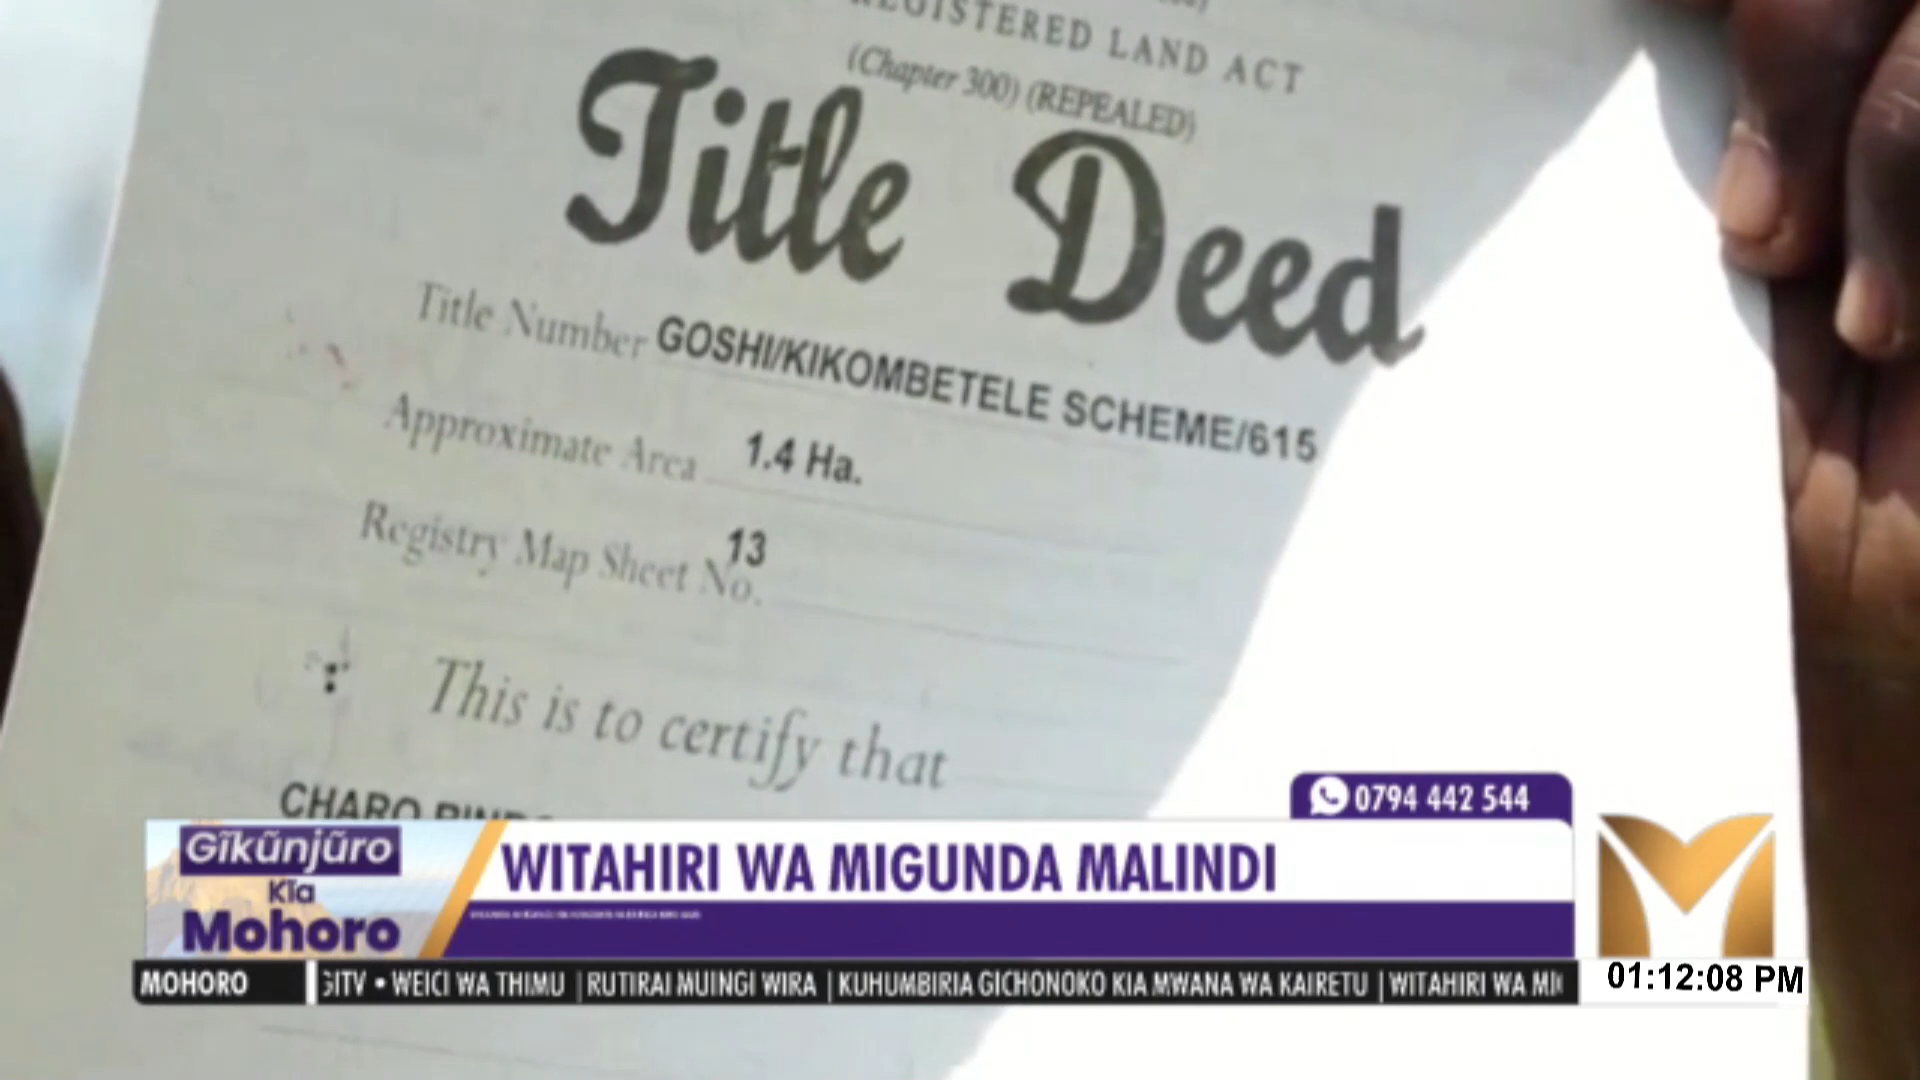 REGISTERED LAND ACT
(Chapter 300) (REPEALED)
Title Deed
Title Number GOSHI/KIKOMBETELE SCHEME/615
Approximate Area 1.4 Ha.
Registry Map Sheet No. 13
This is to certify that
CHARO
0794 442 544
Gĩkũnjũro
Kĩa
Mohoro
WITAHIRI WA MIGUNDA MALINDI
MOHORO
GITV • WEICI WA THIMU | RUTIRAI MUINGI WIRA | KUHUMBIRIA GICHONOKO KIA MWANA WA KAIRETU | WITAHIRI WA
01:12:08 PM